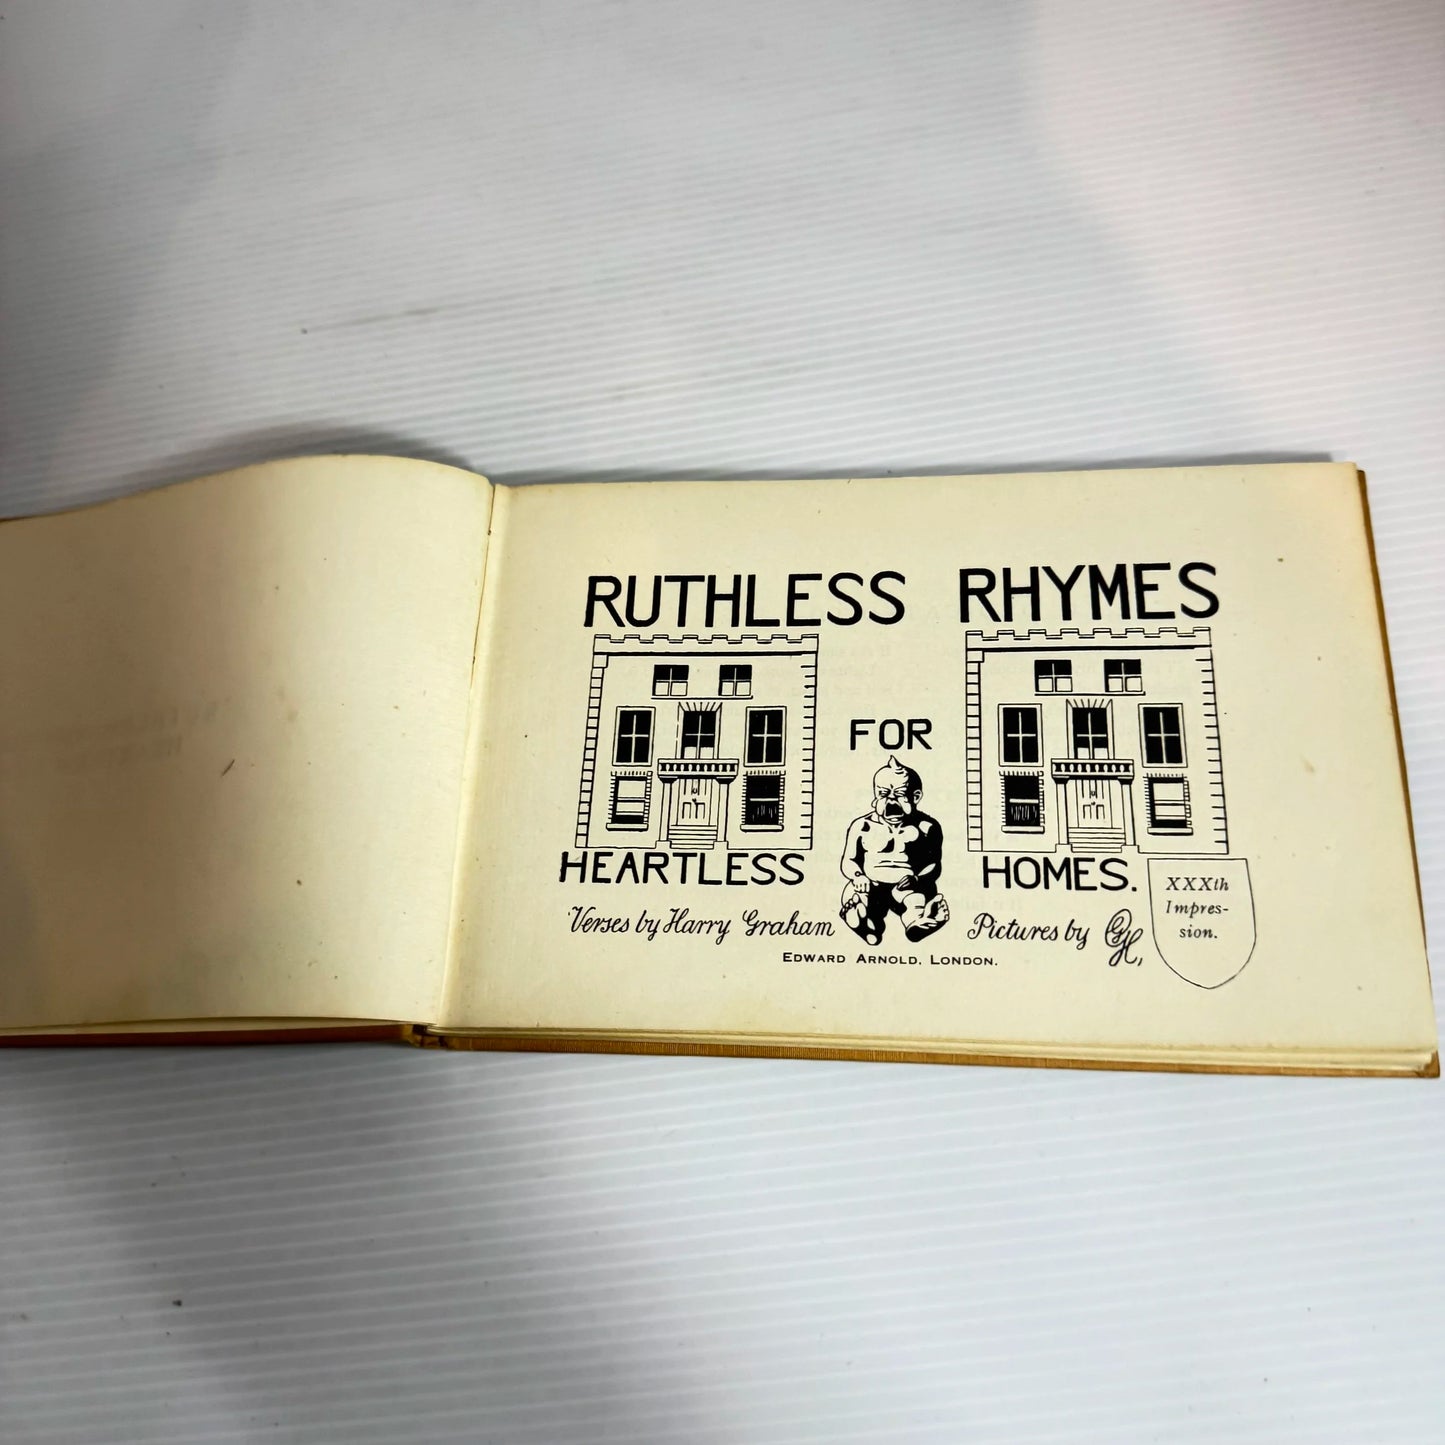 RUTHLESS RHYMES
FOR
HEARTLESS HOMES.
Verses by Harry Graham Pictures by GH,
EDWARD ARNOLD, LONDON.
XXXth
Impres-
sion.